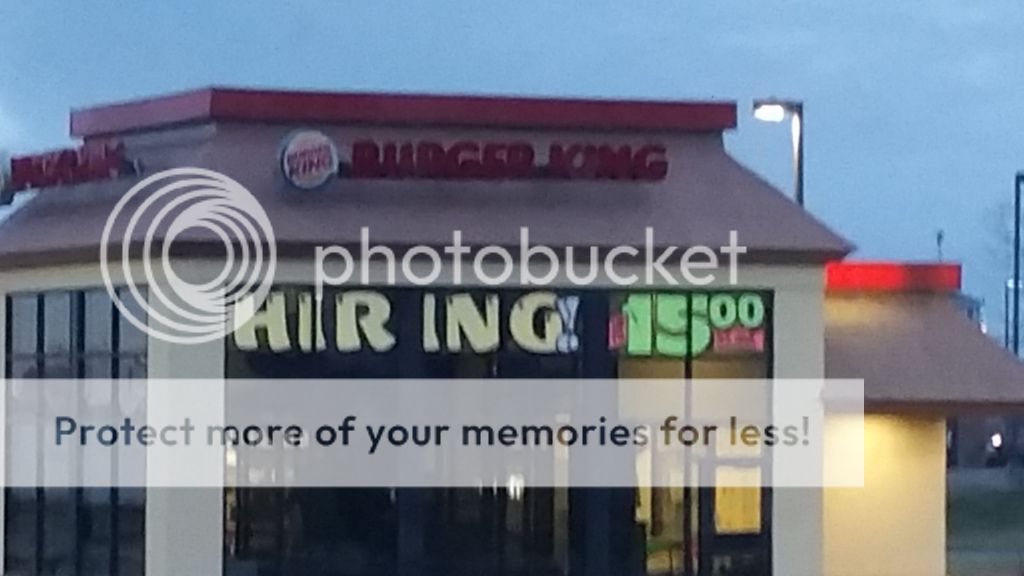 BURGER KING
BURGER KING
photobucket
HIRING! $15.00
Protect more of your memories for less!